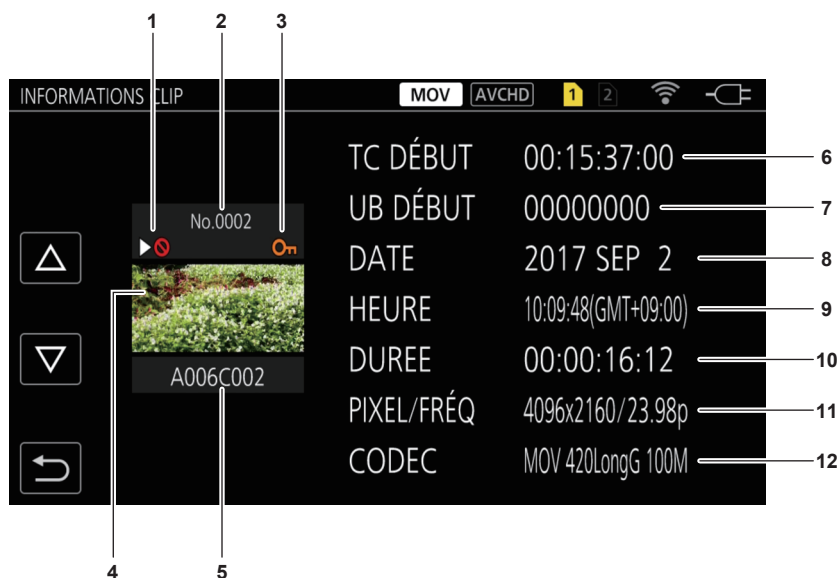 1 2 3
INFORMATIONS CLIP MOV AVCHD 1 2
No.0002
A006C002
TC DÉBUT 00:15:37:00 6
UB DÉBUT 00000000 7
DATE 2017 SEP 2 8
HEURE 10:09:48(GMT+09:00) 9
DUREE 00:00:16:12 10
PIXEL/FRÉQ 4096x2160/23.98p 11
CODEC MOV 420LongG 100M 12
4 5